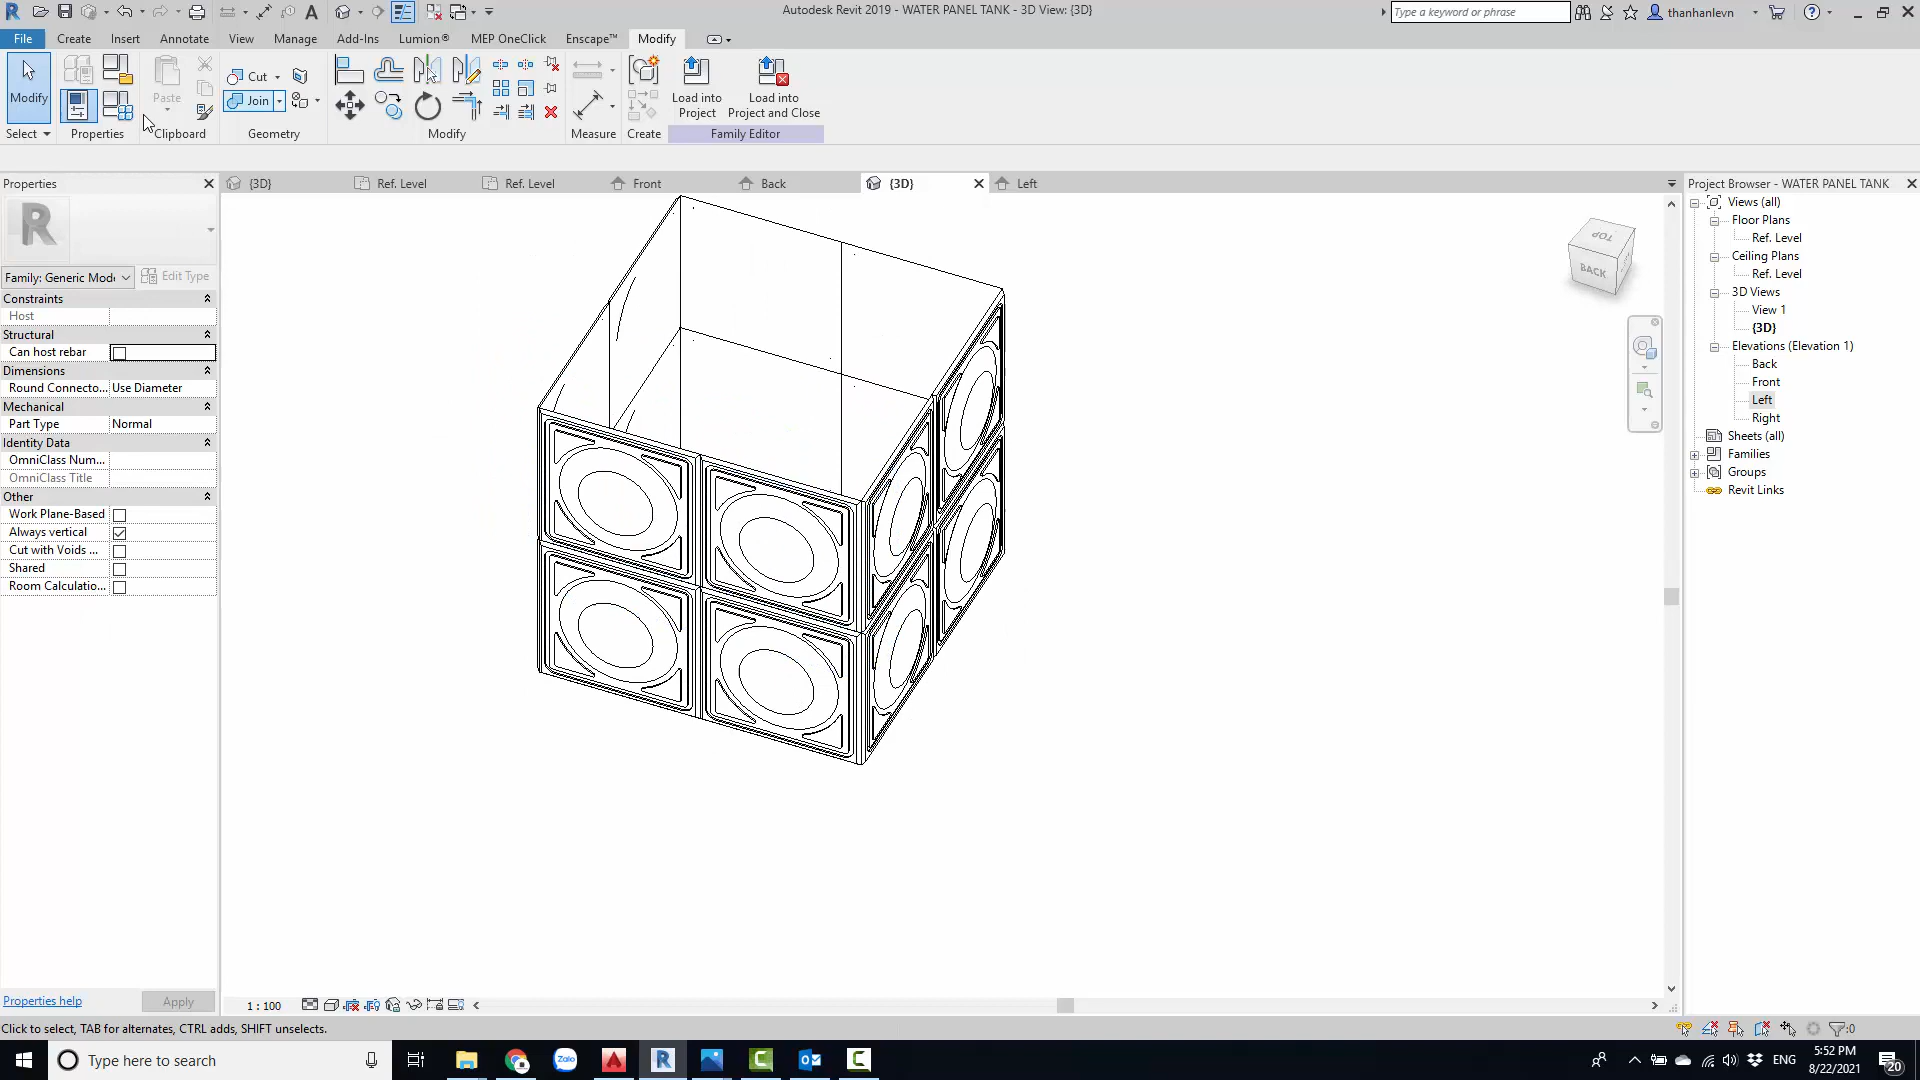 Autodesk Revit 2019 - WATER PANEL TANK - 3D View: {3D}
Type a keyword or phrase
thanhanlevn
File Create Insert Annotate View Manage Add-Ins Lumion® MEP OneClick Enscape™ Modify
Modify
Paste
Cut
Join
Load into
Project
Load into
Project and Close
Select Properties Clipboard Geometry Modify Measure Create Family Editor
Properties
{3D} Ref. Level Ref. Level Front Back {3D} Left
Project Browser - WATER PANEL TANK
R
Family: Generic Mode
Edit Type
Constraints
Host
Structural
Can host rebar
Dimensions
Round Connecto... Use Diameter
Mechanical
Part Type Normal
Identity Data
OmniClass Num...
OmniClass Title
Other
Work Plane-Based
Always vertical
Cut with Voids ...
Shared
Room Calculatio...
Properties help
Apply
TOP
BACK
Views (all)
Floor Plans
Ref. Level
Ceiling Plans
Ref. Level
3D Views
View 1
{3D}
Elevations (Elevation 1)
Back
Front
Left
Right
Sheets (all)
Families
Groups
Revit Links
1 : 100
Click to select, TAB for alternates, CTRL adds, SHIFT unselects.
:0
Type here to search
Zalo
ENG
5:52 PM
8/22/2021
20